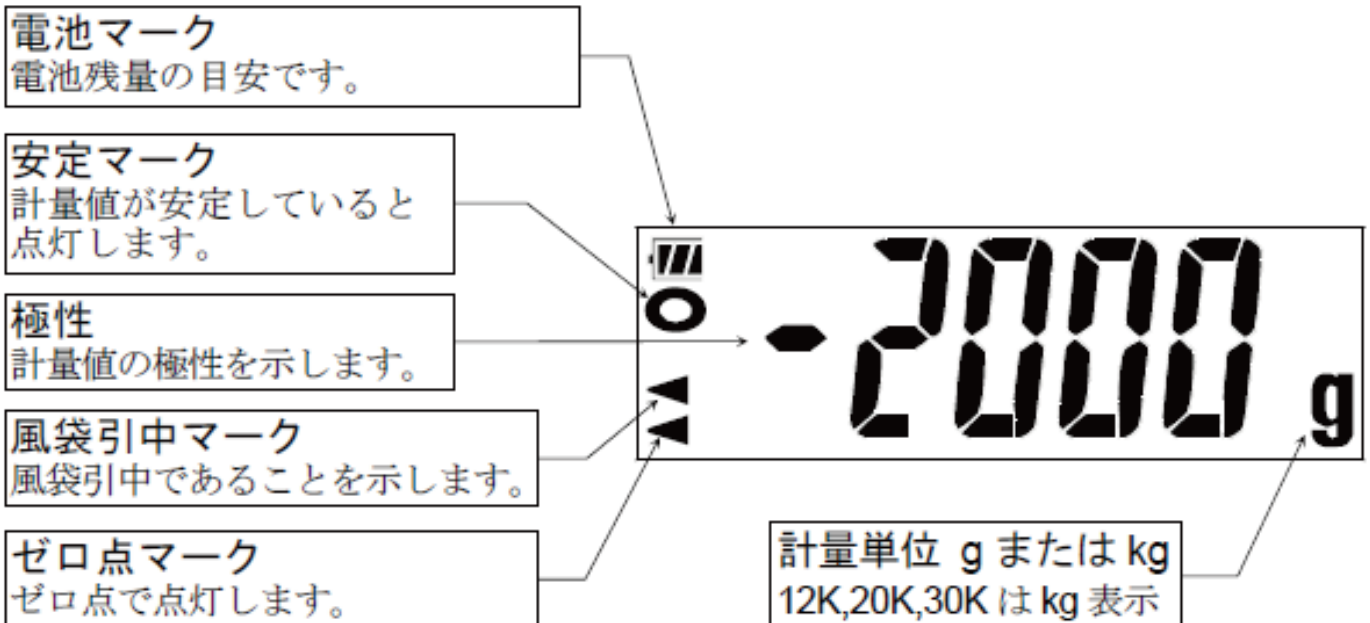 電池マーク
電池残量の目安です。
安定マーク
計量値が安定していると
点灯します。
極性
計量値の極性を示します。
風袋引中マーク
風袋引中であることを示します。
ゼロ点マーク
ゼロ点で点灯します。
-2000 g
計量単位 g または kg
12K,20K,30K は kg 表示